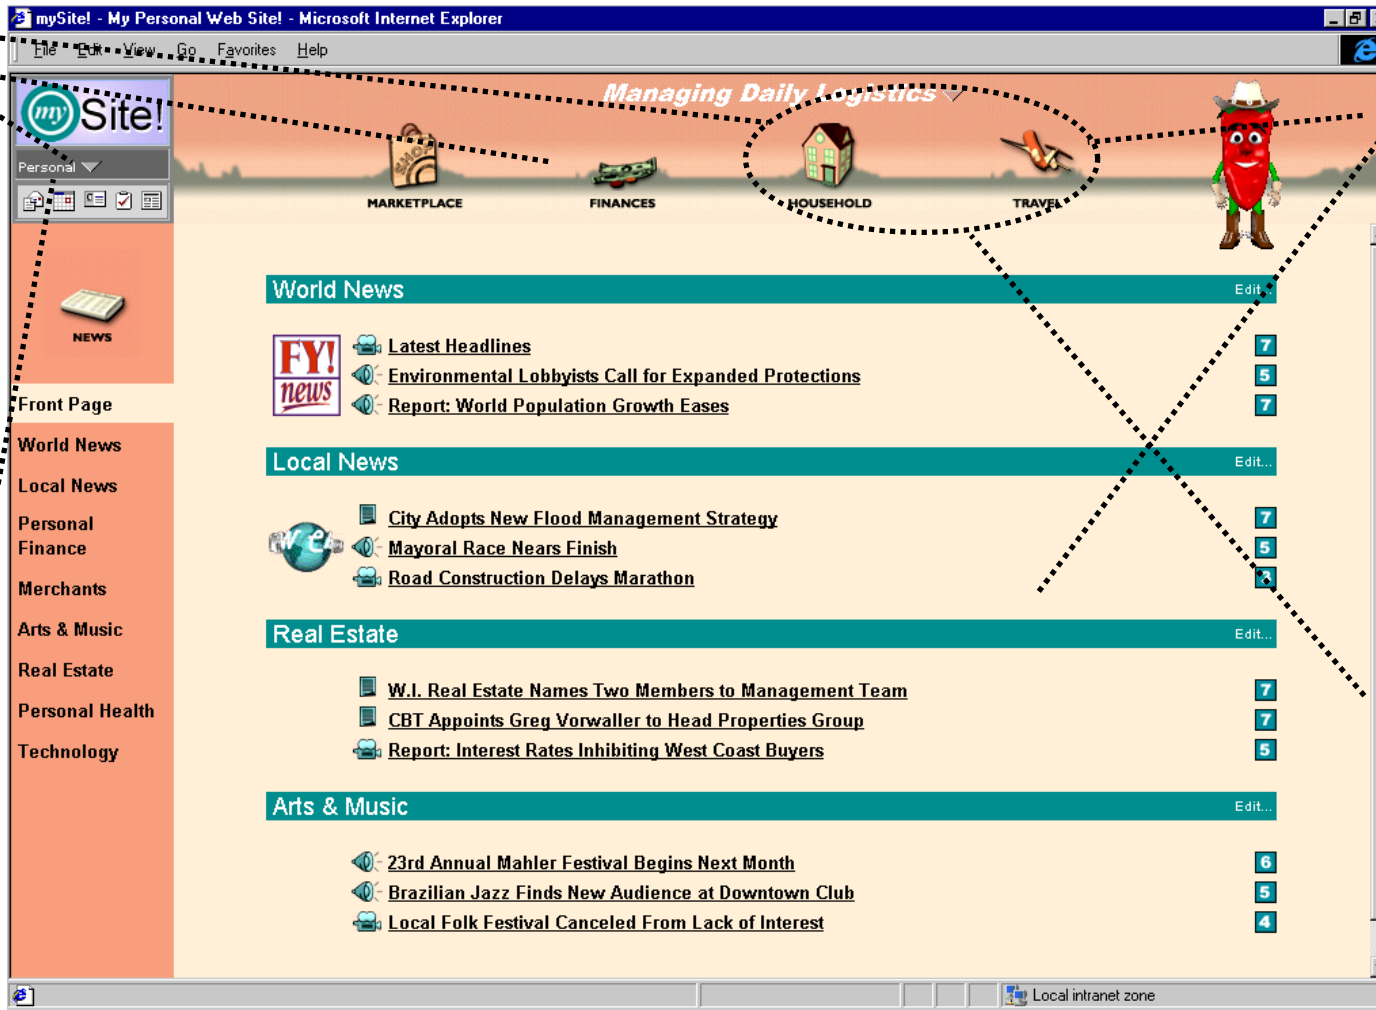 mySite! - My Personal Web Site! - Microsoft Internet Explorer
File Edit View Go Favorites Help
my Site!
Managing Daily Logistics
Personal
SHOP
MARKETPLACE FINANCES HOUSEHOLD TRAVEL
NEWS
Front Page
World News
Local News
Personal
Finance
Merchants
Arts & Music
Real Estate
Personal Health
Technology
World News Edit...
FY!
news
Latest Headlines 7
Environmental Lobbyists Call for Expanded Protections 5
Report: World Population Growth Eases 7
Local News Edit...
City Adopts New Flood Management Strategy 7
Mayoral Race Nears Finish 5
Road Construction Delays Marathon
Real Estate Edit...
W.I. Real Estate Names Two Members to Management Team 7
CBT Appoints Greg Vorwaller to Head Properties Group 7
Report: Interest Rates Inhibiting West Coast Buyers 5
Arts & Music Edit...
23rd Annual Mahler Festival Begins Next Month 6
Brazilian Jazz Finds New Audience at Downtown Club 5
Local Folk Festival Canceled From Lack of Interest 4
Local intranet zone